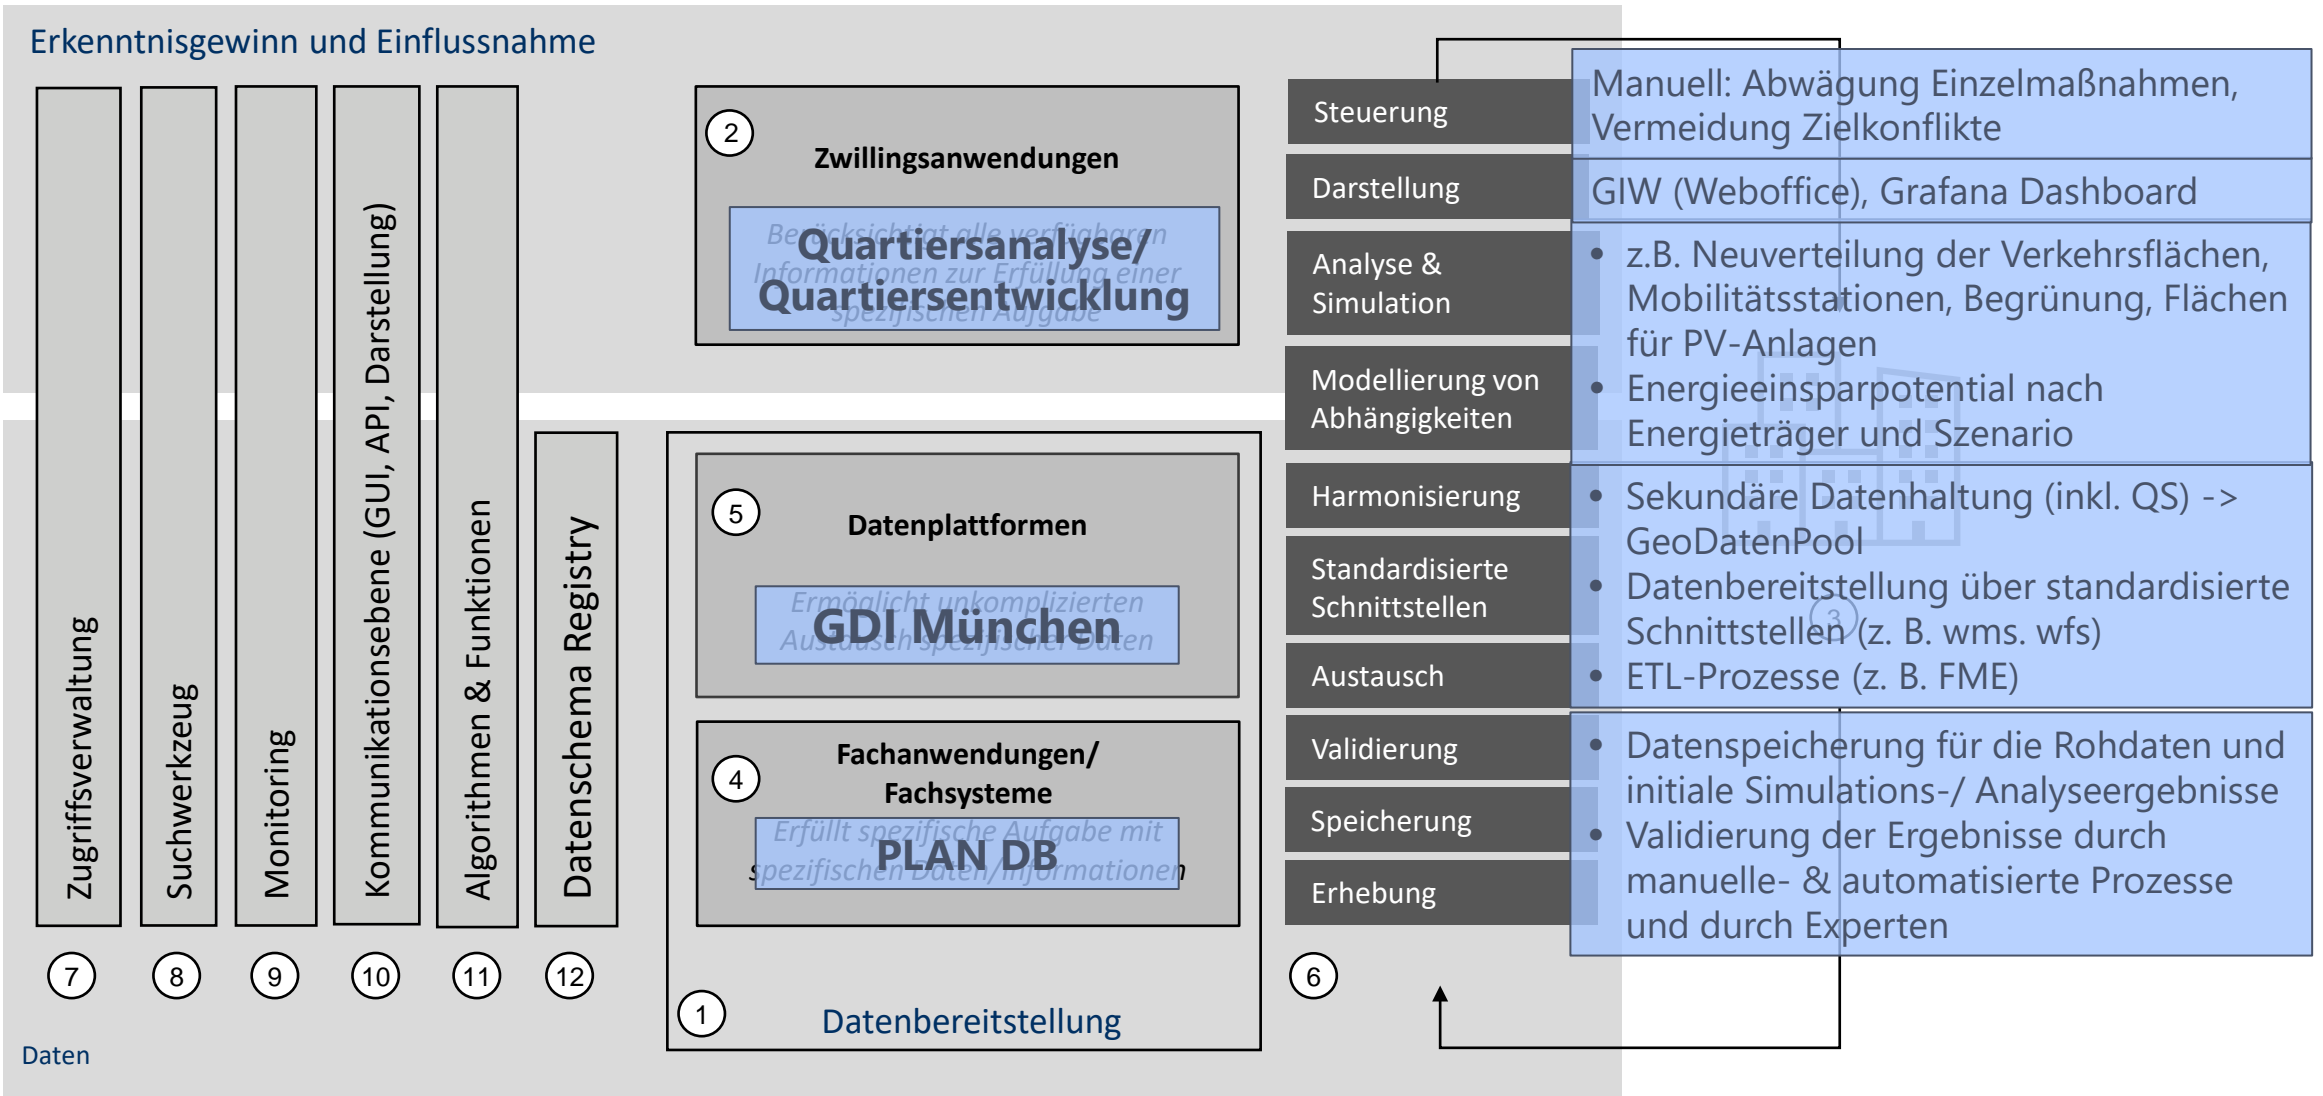 Erkenntnisgewinn und Einflussnahme
Zugriffsverwaltung
7
Suchwerkzeug
8
Monitoring
9
Kommunikationsebene (GUI, API, Darstellung)
10
Algorithmen & Funktionen
11
Datenschema Registry
12
2
Zwillingsanwendungen
Berücksichtigt alle verfügbaren
Informationen zur Erfüllung einer
spezifischen Aufgabe
Quartiersanalyse/
Quartiersentwicklung
5
Datenplattformen
Ermöglicht unkomplizierten
Austausch spezifischer Daten
GDI München
4
Fachanwendungen/
Fachsysteme
Erfüllt spezifische Aufgabe mit
spezifischen Daten/Informationen
PLAN DB
1
Datenbereitstellung
Daten
Steuerung
Darstellung
Analyse &
Simulation
Modellierung von
Abhängigkeiten
Harmonisierung
Standardisierte
Schnittstellen
Austausch
Validierung
Speicherung
Erhebung
6
Manuell: Abwägung Einzelmaßnahmen,
Vermeidung Zielkonflikte
GIW (Weboffice), Grafana Dashboard
• z.B. Neuverteilung der Verkehrsflächen,
Mobilitätsstationen, Begrünung, Flächen
für PV-Anlagen
• Energieeinsparpotential nach
Energieträger und Szenario
• Sekundäre Datenhaltung (inkl. QS) ->
GeoDatenPool
• Datenbereitstellung über standardisierte
Schnittstellen (z. B. wms. wfs)
• ETL-Prozesse (z. B. FME)
3
• Datenspeicherung für die Rohdaten und
initiale Simulations-/ Analyseergebnisse
• Validierung der Ergebnisse durch
manuelle- & automatisierte Prozesse
und durch Experten